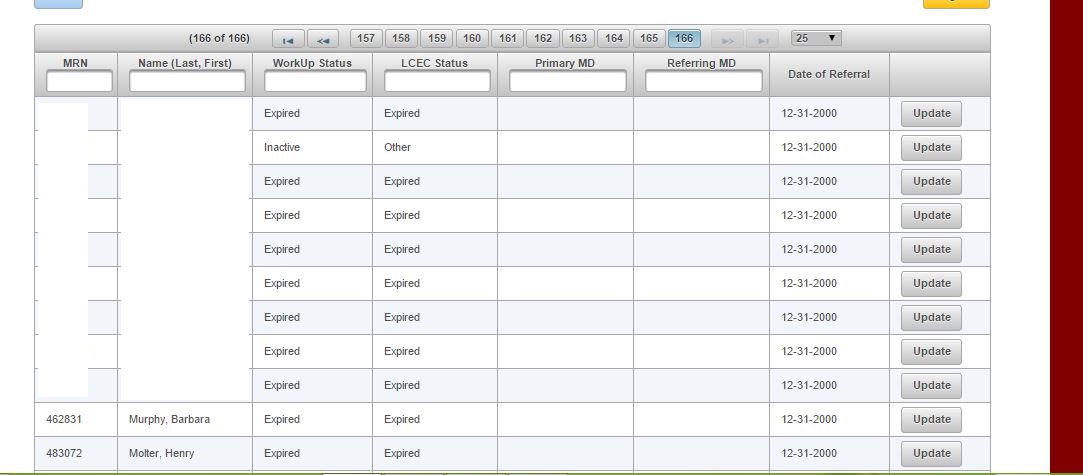 (166 of 166) 157 158 159 160 161 162 163 164 165 166 25
MRN Name (Last, First) WorkUp Status LCEC Status Primary MD Referring MD Date of Referral
Expired Expired 12-31-2000 Update
Inactive Other 12-31-2000 Update
Expired Expired 12-31-2000 Update
Expired Expired 12-31-2000 Update
Expired Expired 12-31-2000 Update
Expired Expired 12-31-2000 Update
Expired Expired 12-31-2000 Update
Expired Expired 12-31-2000 Update
Expired Expired 12-31-2000 Update
462831 Murphy, Barbara Expired Expired 12-31-2000 Update
483072 Molter, Henry Expired Expired 12-31-2000 Update